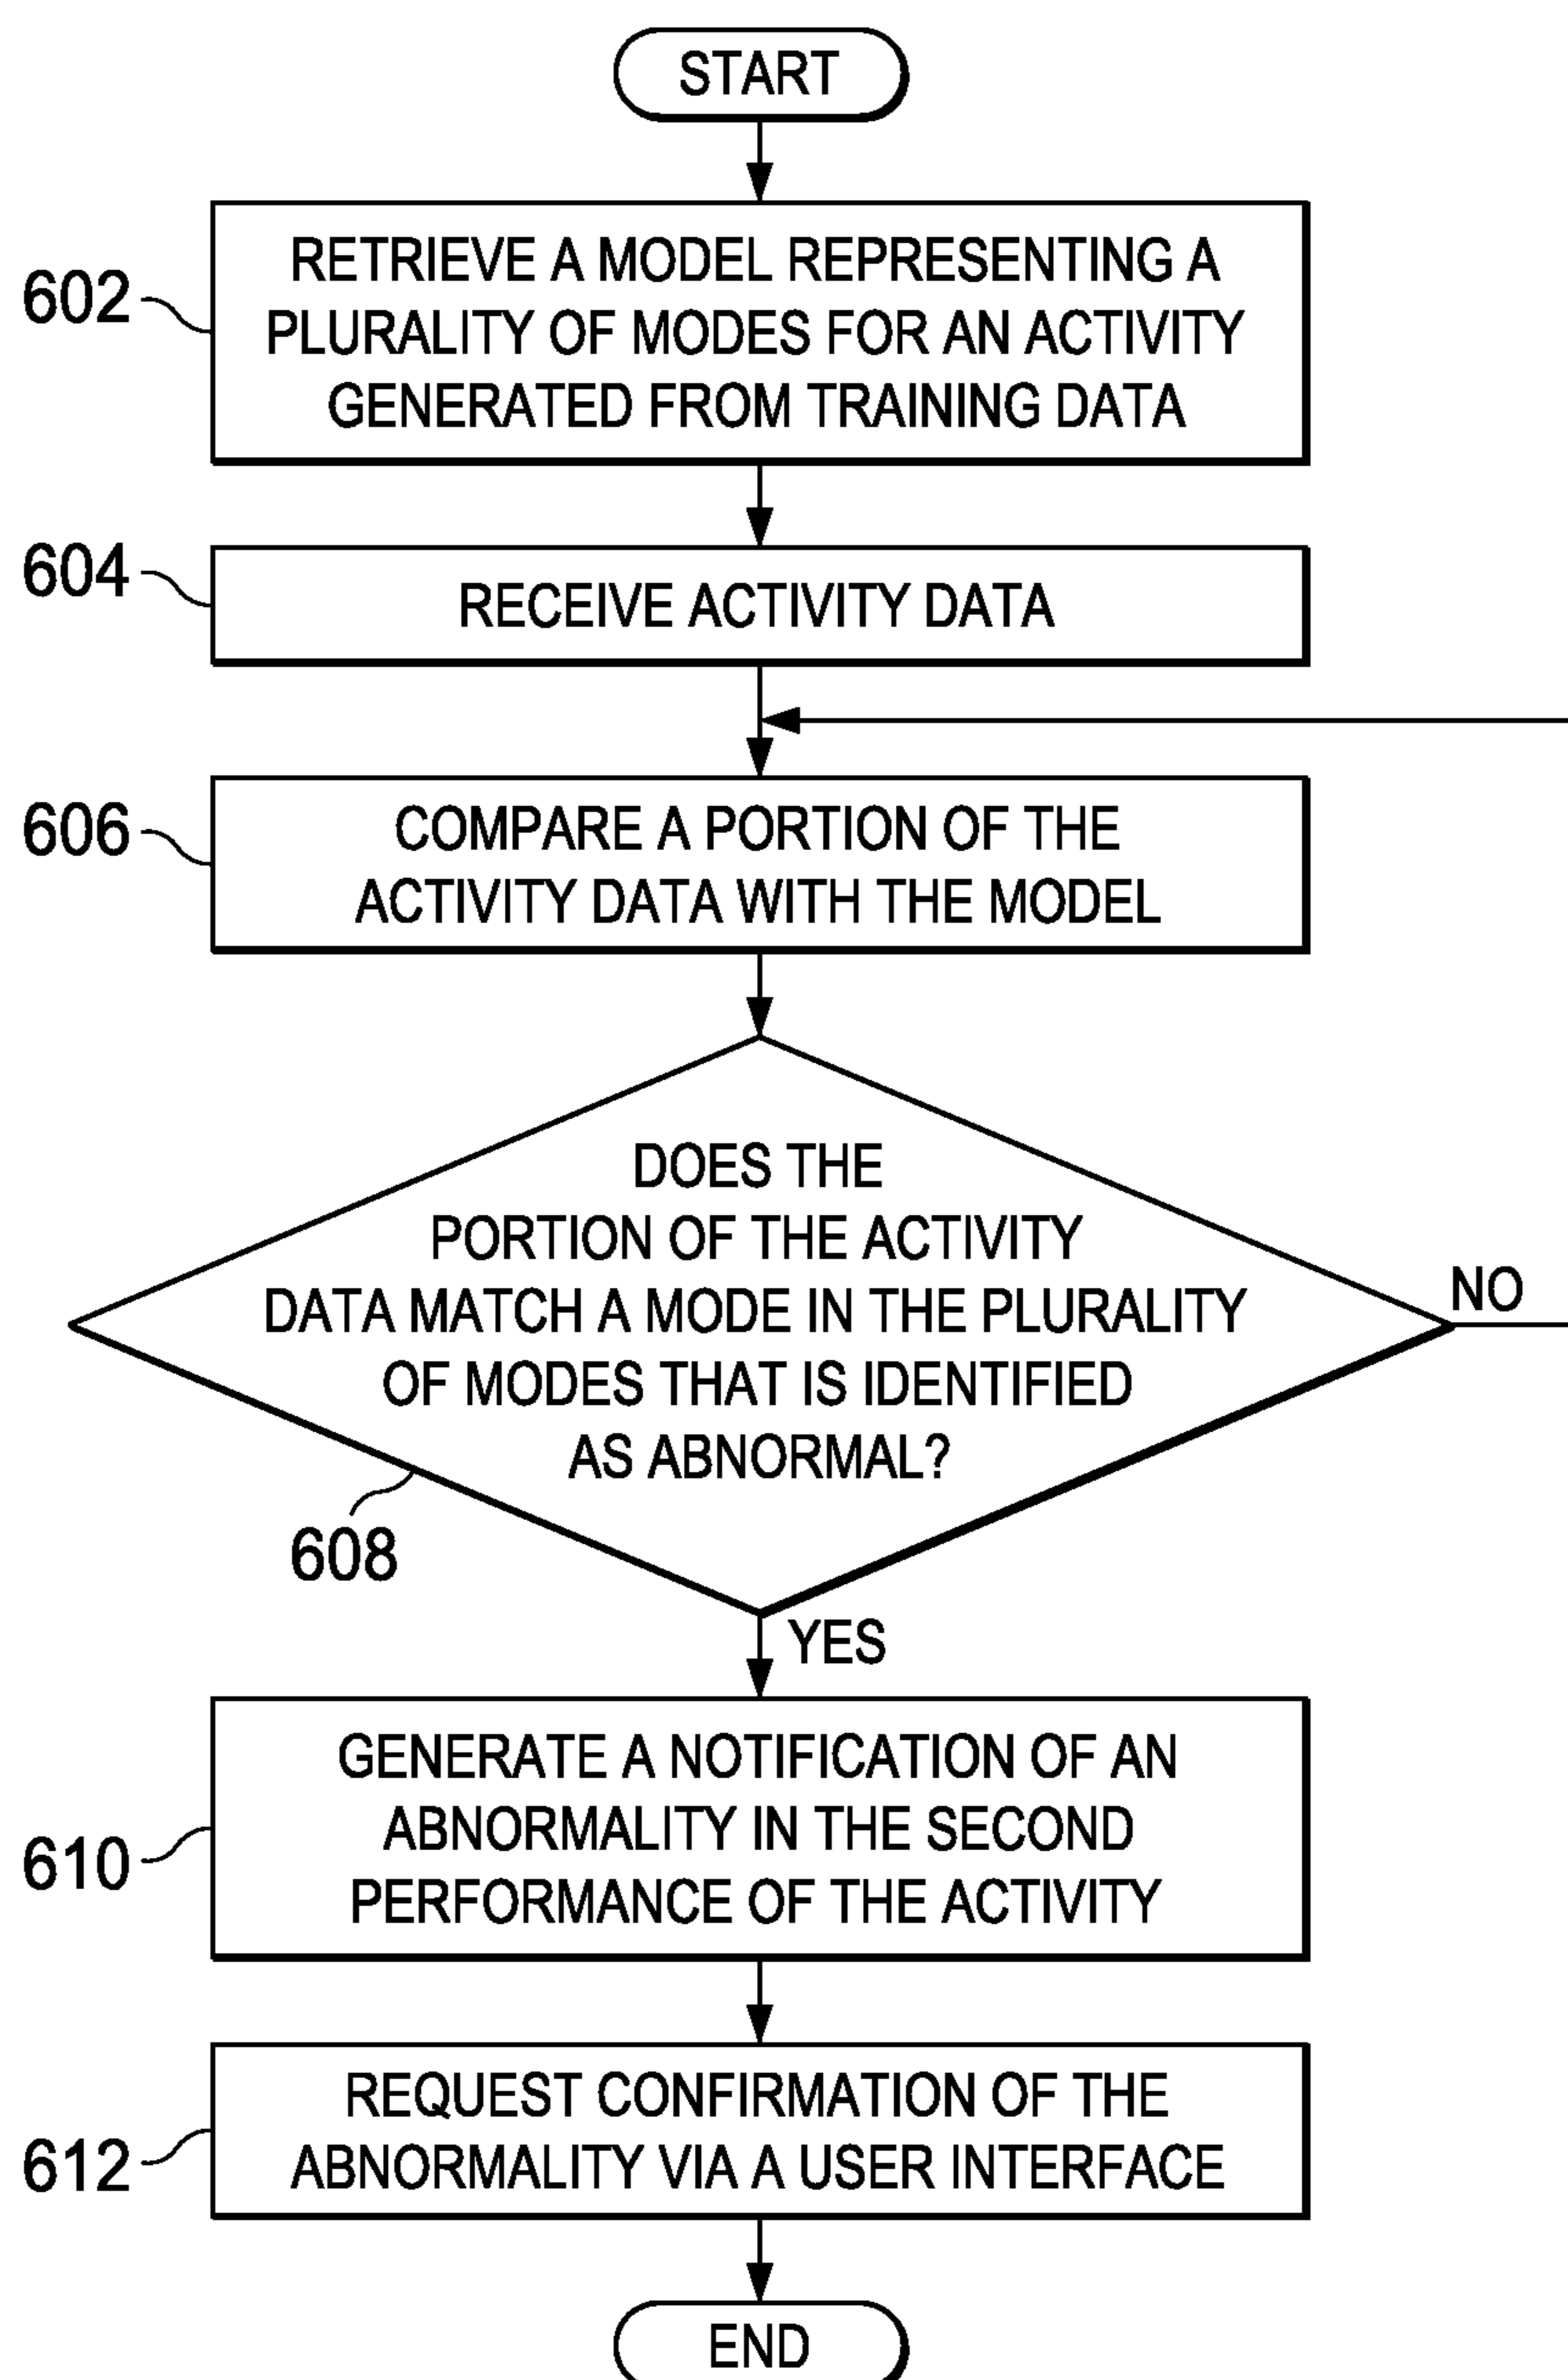 START
602
RETRIEVE A MODEL REPRESENTING A
PLURALITY OF MODES FOR AN ACTIVITY
GENERATED FROM TRAINING DATA
604
RECEIVE ACTIVITY DATA
606
COMPARE A PORTION OF THE
ACTIVITY DATA WITH THE MODEL
DOES THE
PORTION OF THE ACTIVITY
DATA MATCH A MODE IN THE PLURALITY
OF MODES THAT IS IDENTIFIED
AS ABNORMAL?
NO
608
YES
610
GENERATE A NOTIFICATION OF AN
ABNORMALITY IN THE SECOND
PERFORMANCE OF THE ACTIVITY
612
REQUEST CONFIRMATION OF THE
ABNORMALITY VIA A USER INTERFACE
END